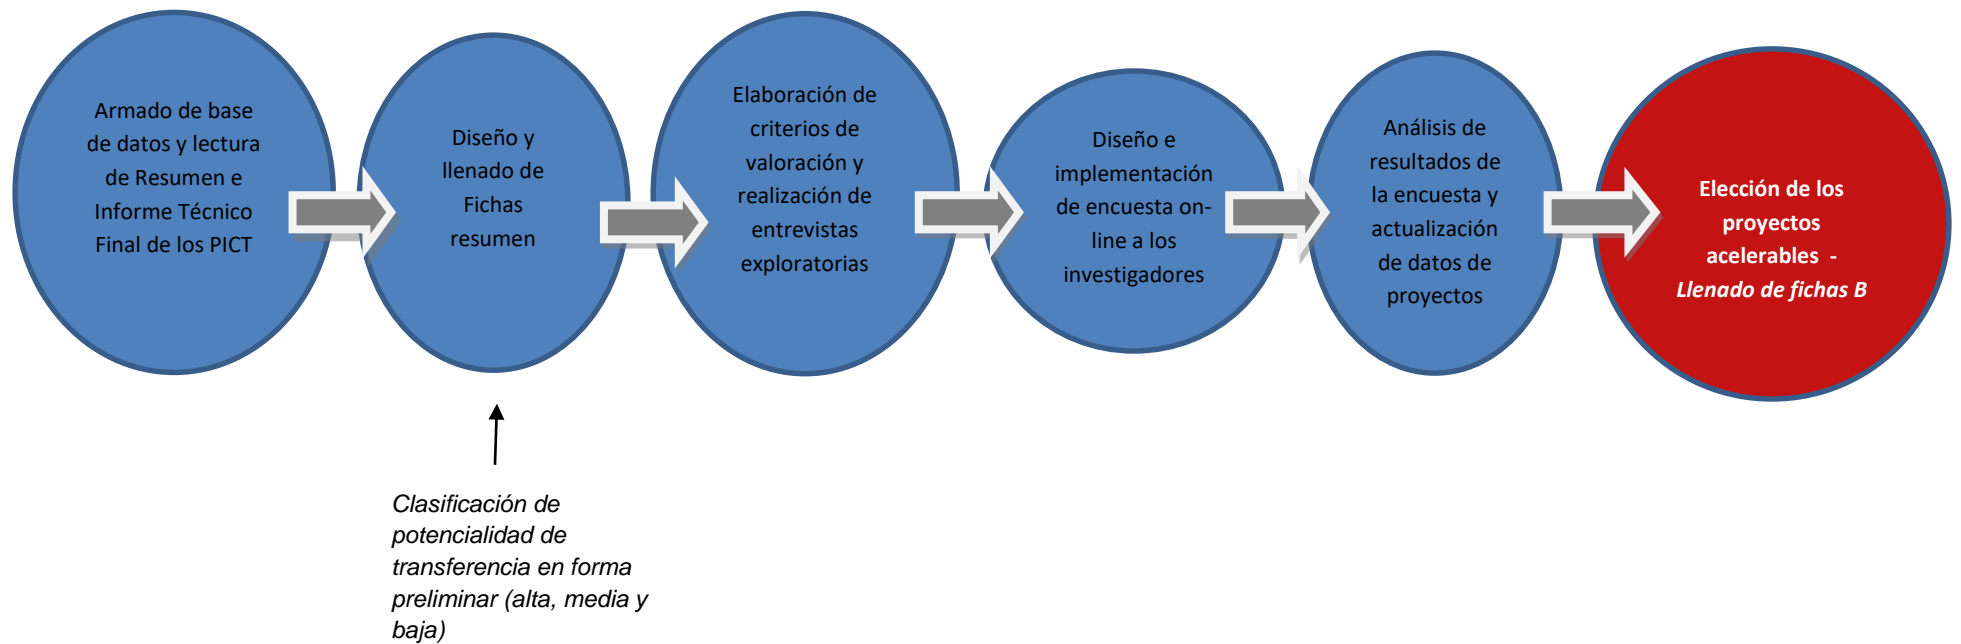 Armado de base
de datos y lectura
de Resumen e
Informe Técnico
Final de los PICT
Diseño y
llenado de
Fichas
resumen
Elaboración de
criterios de
valoración y
realización de
entrevistas
exploratorias
Diseño e
implementación
de encuesta on-
line a los
investigadores
Análisis de
resultados de
la encuesta y
actualización
de datos de
proyectos
Elección de los
proyectos
acelerables -
Llenado de fichas B
Clasificación de
potencialidad de
transferencia en forma
preliminar (alta, media y
baja)